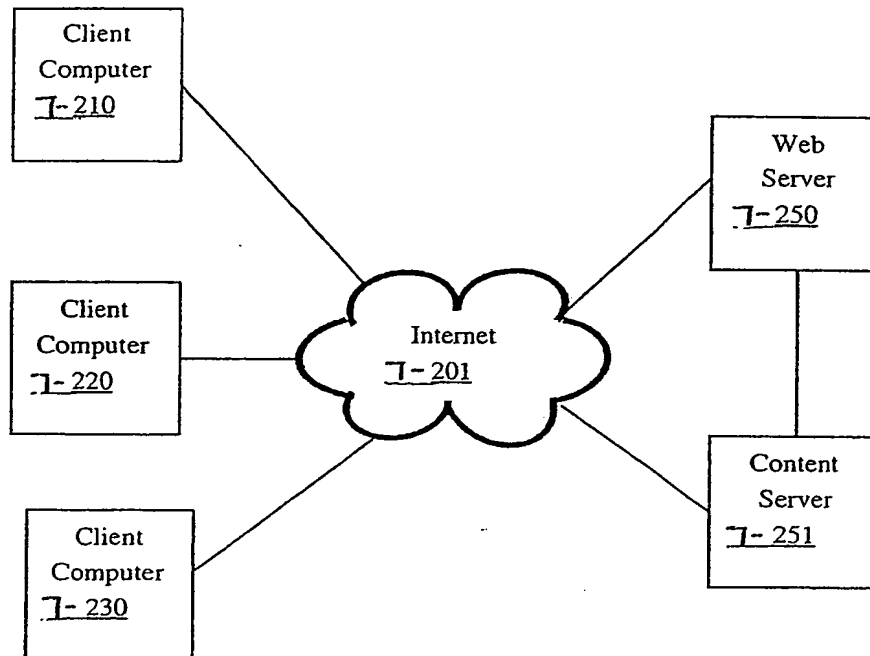 Client
Computer
7-210
Web
Server
7-250
Client
Computer
7-220
Internet
7-201
Content
Server
7-251
Client
Computer
7-230